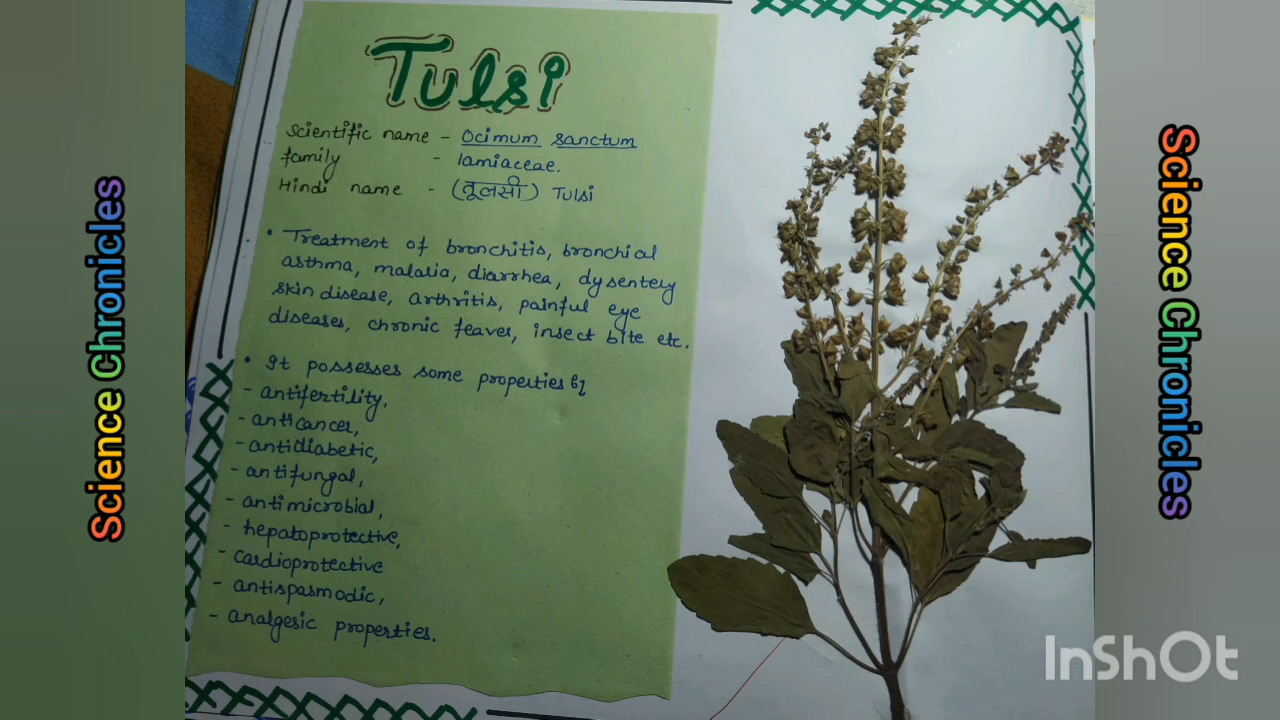 Tulsi
Scientific name - Ocimum sanctum
family - lamiaceae.
Hindi name - (तूलसी) Tulsi
• Treatment of bronchitis, bronchial
asthma, malaria, diarrhea, dysentery
skin disease, arthritis, painful eye
diseases, chronic feaver, insect bite etc.
• It possesses some properties by
- antifertility,
- anticancer,
- antidiabetic,
- antifungal,
- antimicrobial,
- hepatoprotective,
- cardioprotective
- antispasmodic,
- analgesic properties.
Science Chronicles
Science Chronicles
InShOt